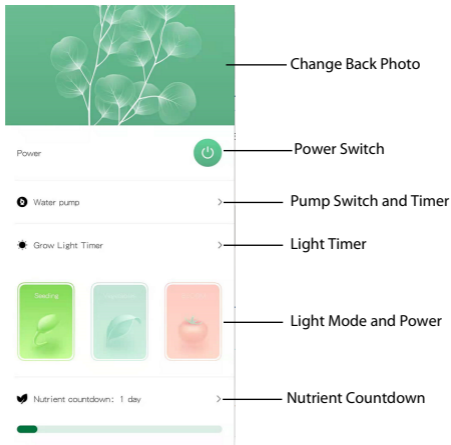 Change Back Photo
Power
Power Switch
Water pump
Pump Switch and Timer
Grow Light Timer
Light Timer
Light Mode and Power
Nutrient countdown: 1 day
Nutrient Countdown